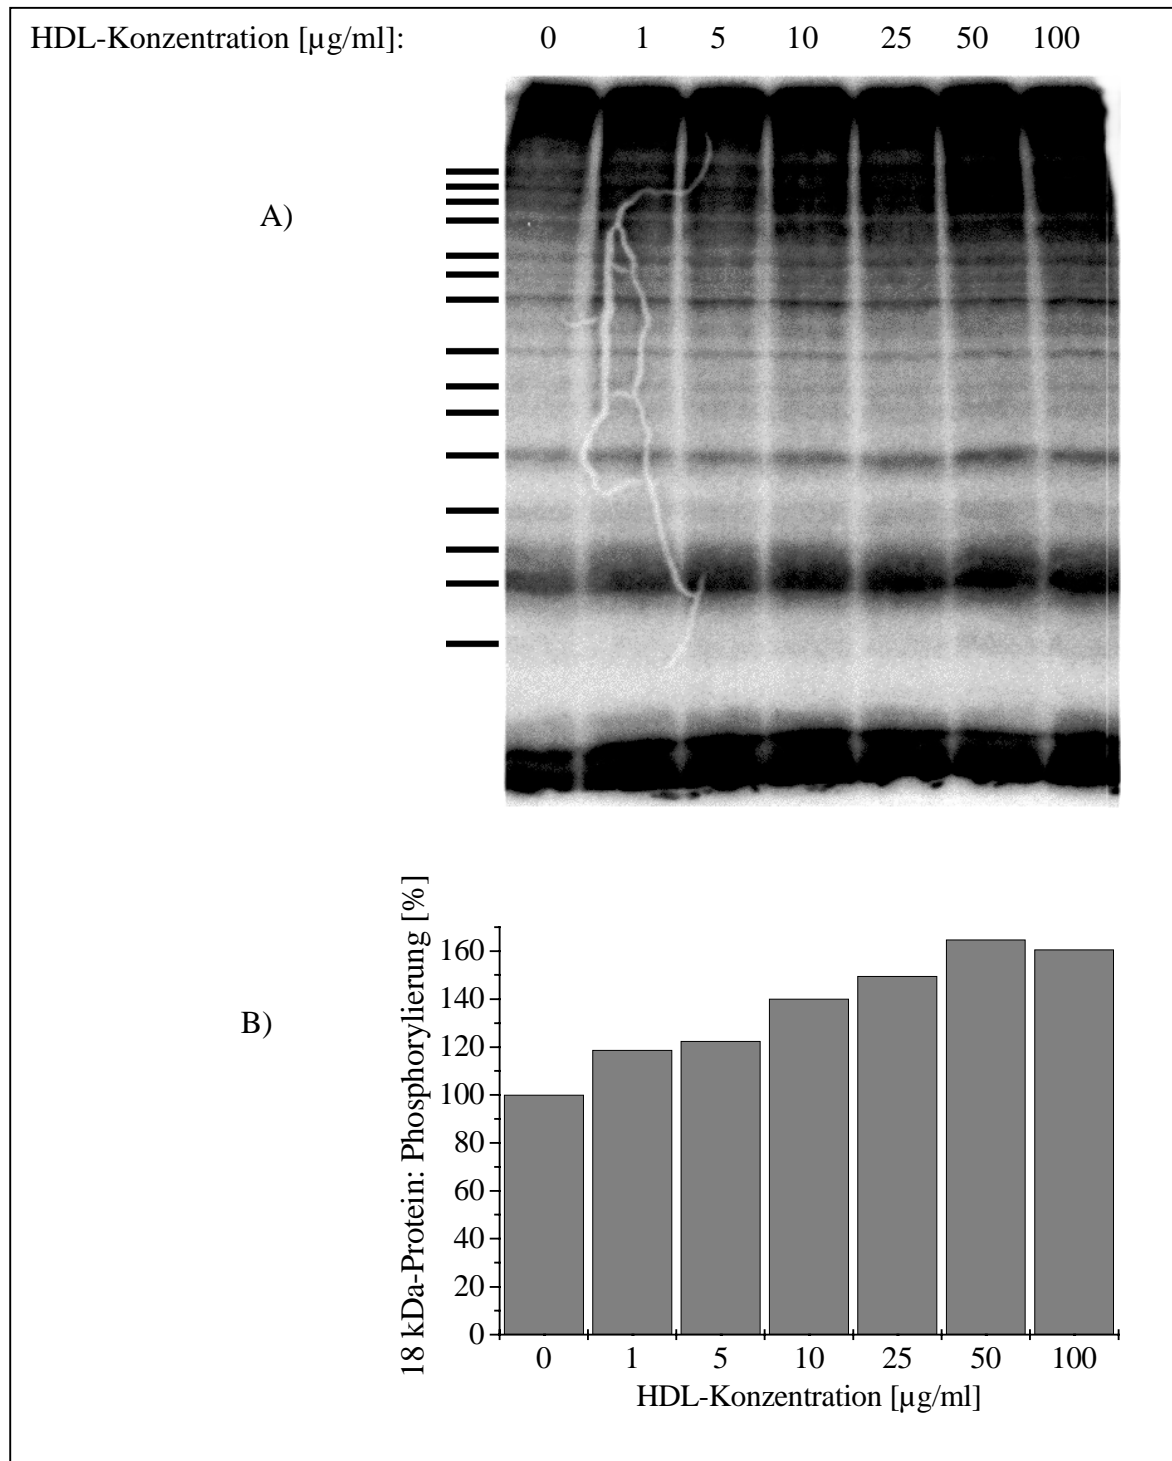 HDL-Konzentration [µg/ml]: 0 1 5 10 25 50 100
A)
B)
18 kDa-Protein: Phosphorylierung [%]
160
140
120
100
80
60
40
20
0
0 1 5 10 25 50 100
HDL-Konzentration [µg/ml]